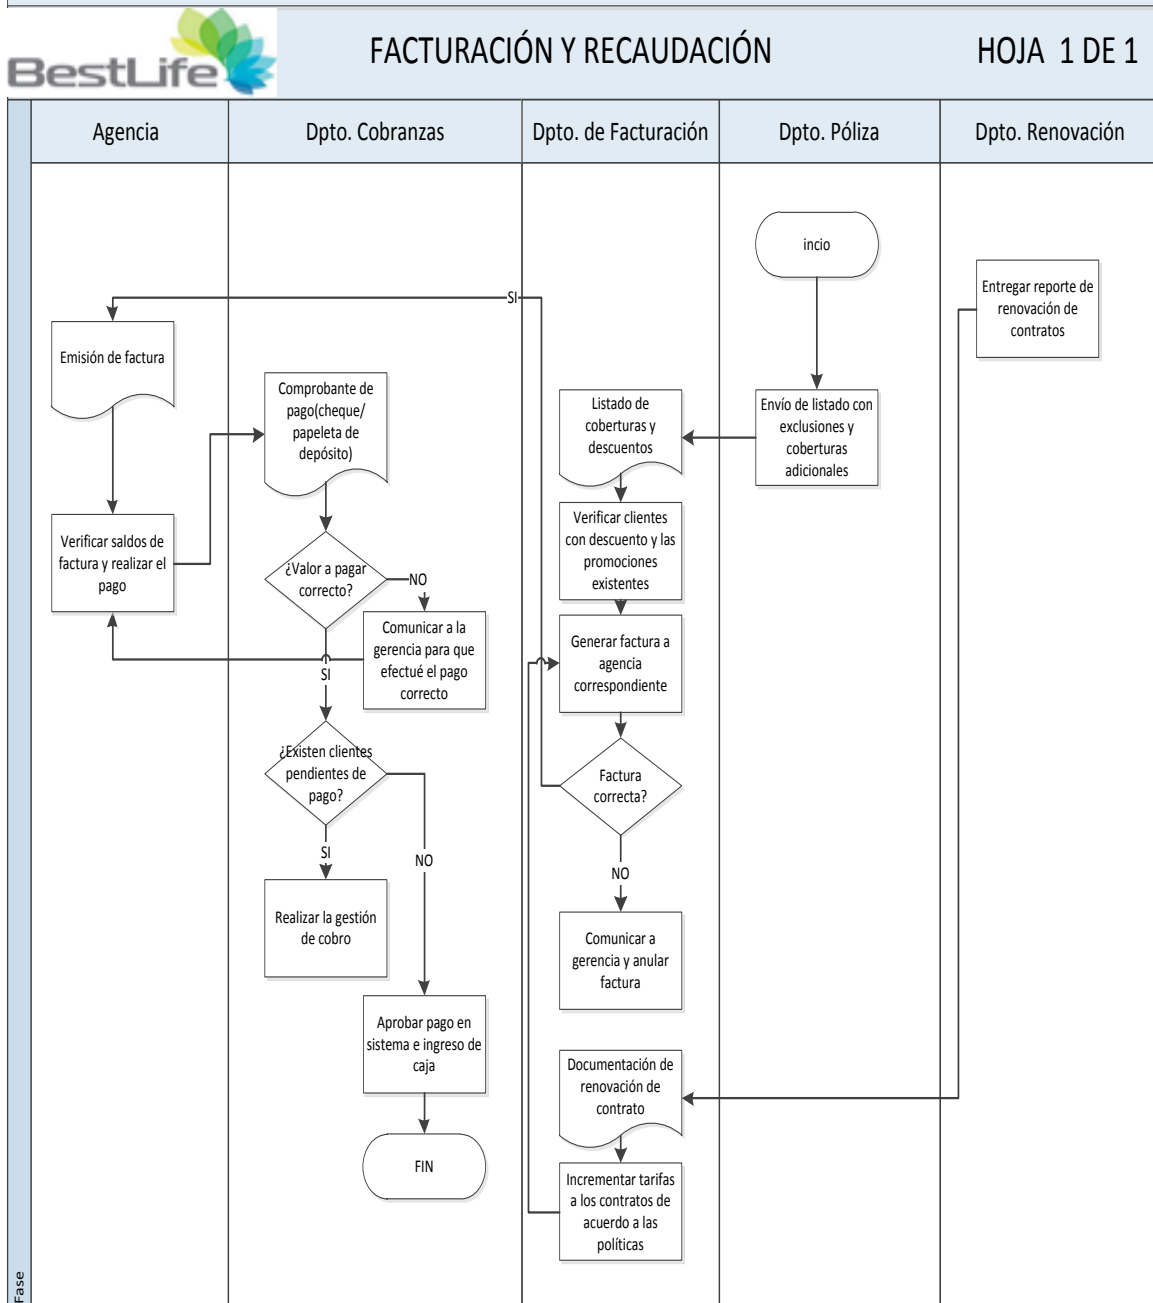 BestLife
FACTURACIÓN Y RECAUDACIÓN
HOJA 1 DE 1
Agencia
Dpto. Cobranzas
Dpto. de Facturación
Dpto. Póliza
Dpto. Renovación
incio
Entregar reporte de
renovación de
contratos
SI
Emisión de factura
Comprobante de
pago(cheque/
papeleta de
depósito)
Listado de
coberturas y
descuentos
Envío de listado con
exclusiones y
coberturas
adicionales
Verificar saldos de
factura y realizar el
pago
¿Valor a pagar
correcto?
NO
Verificar clientes
con descuento y las
promociones
existentes
Comunicar a la
gerencia para que
efectué el pago
correcto
SI
Generar factura a
agencia
correspondiente
¿Existen clientes
pendientes de
pago?
Factura
correcta?
SI
NO
NO
Realizar la gestión
de cobro
Comunicar a
gerencia y anular
factura
Aprobar pago en
sistema e ingreso de
caja
Documentación de
renovación de
contrato
FIN
Incrementar tarifas
a los contratos de
acuerdo a las
políticas
Fase